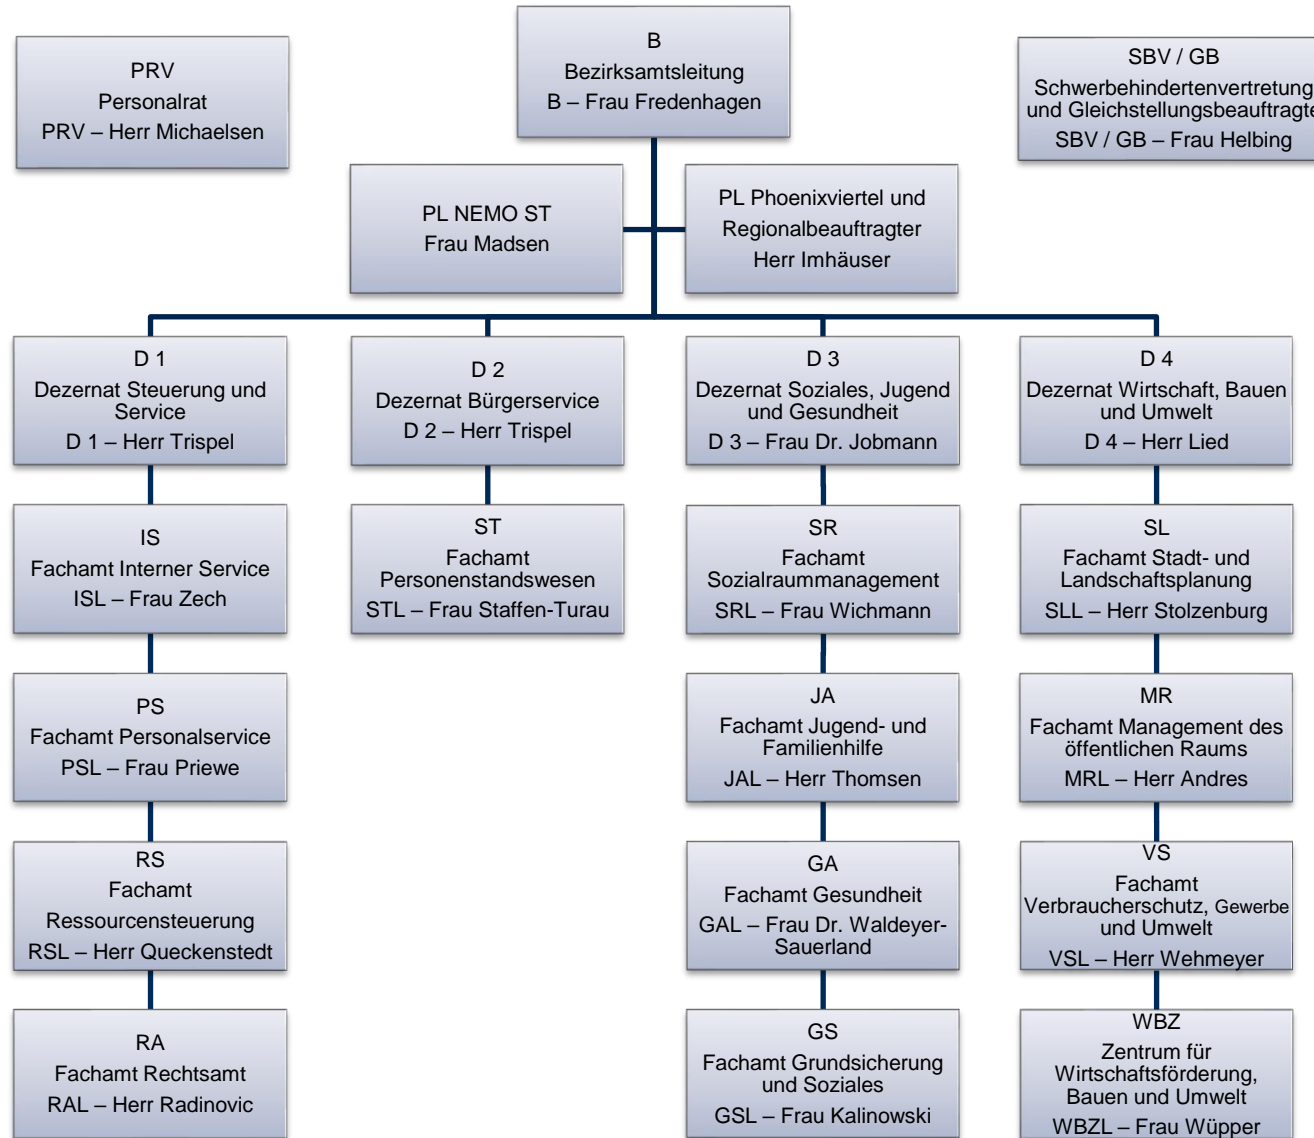 PRV
Personalrat
PRV – Herr Michaelsen
B
Bezirksamtsleitung
B – Frau Fredenhagen
SBV / GB
Schwerbehindertenvertretung
und Gleichstellungsbeauftragte
SBV / GB – Frau Helbing
PL NEMO ST
Frau Madsen
PL Phoenixviertel und
Regionalbeauftragter
Herr Imhäuser
D 1
Dezernat Steuerung und
Service
D 1 – Herr Trispel
D 2
Dezernat Bürgerservice
D 2 – Herr Trispel
D 3
Dezernat Soziales, Jugend
und Gesundheit
D 3 – Frau Dr. Jobmann
D 4
Dezernat Wirtschaft, Bauen
und Umwelt
D 4 – Herr Lied
IS
Fachamt Interner Service
ISL – Frau Zech
ST
Fachamt
Personenstandswesen
STL – Frau Staffen-Turau
SR
Fachamt
Sozialraummanagement
SRL – Frau Wichmann
SL
Fachamt Stadt- und
Landschaftsplanung
SLL – Herr Stolzenburg
PS
Fachamt Personalservice
PSL – Frau Priewe
JA
Fachamt Jugend- und
Familienhilfe
JAL – Herr Thomsen
MR
Fachamt Management des
öffentlichen Raums
MRL – Herr Andres
RS
Fachamt
Ressourcensteuerung
RSL – Herr Queckenstedt
GA
Fachamt Gesundheit
GAL – Frau Dr. Waldeyer-
Sauerland
VS
Fachamt
Verbraucherschutz, Gewerbe
und Umwelt
VSL – Herr Wehmeyer
RA
Fachamt Rechtsamt
RAL – Herr Radinovic
GS
Fachamt Grundsicherung
und Soziales
GSL – Frau Kalinowski
WBZ
Zentrum für
Wirtschaftsförderung,
Bauen und Umwelt
WBZL – Frau Wüpper